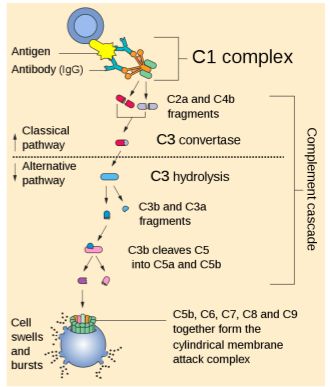 Antigen
Antibody (IgG)
C1 complex
C2a and C4b
fragments
Classical
pathway
C3 convertase
Alternative
pathway
C3 hydrolysis
C3b and C3a
fragments
C3b cleaves C5
into C5a and C5b
Complement cascade
Cell
swells
and
bursts
C5b, C6, C7, C8 and C9
together form the
cylindrical membrane
attack complex